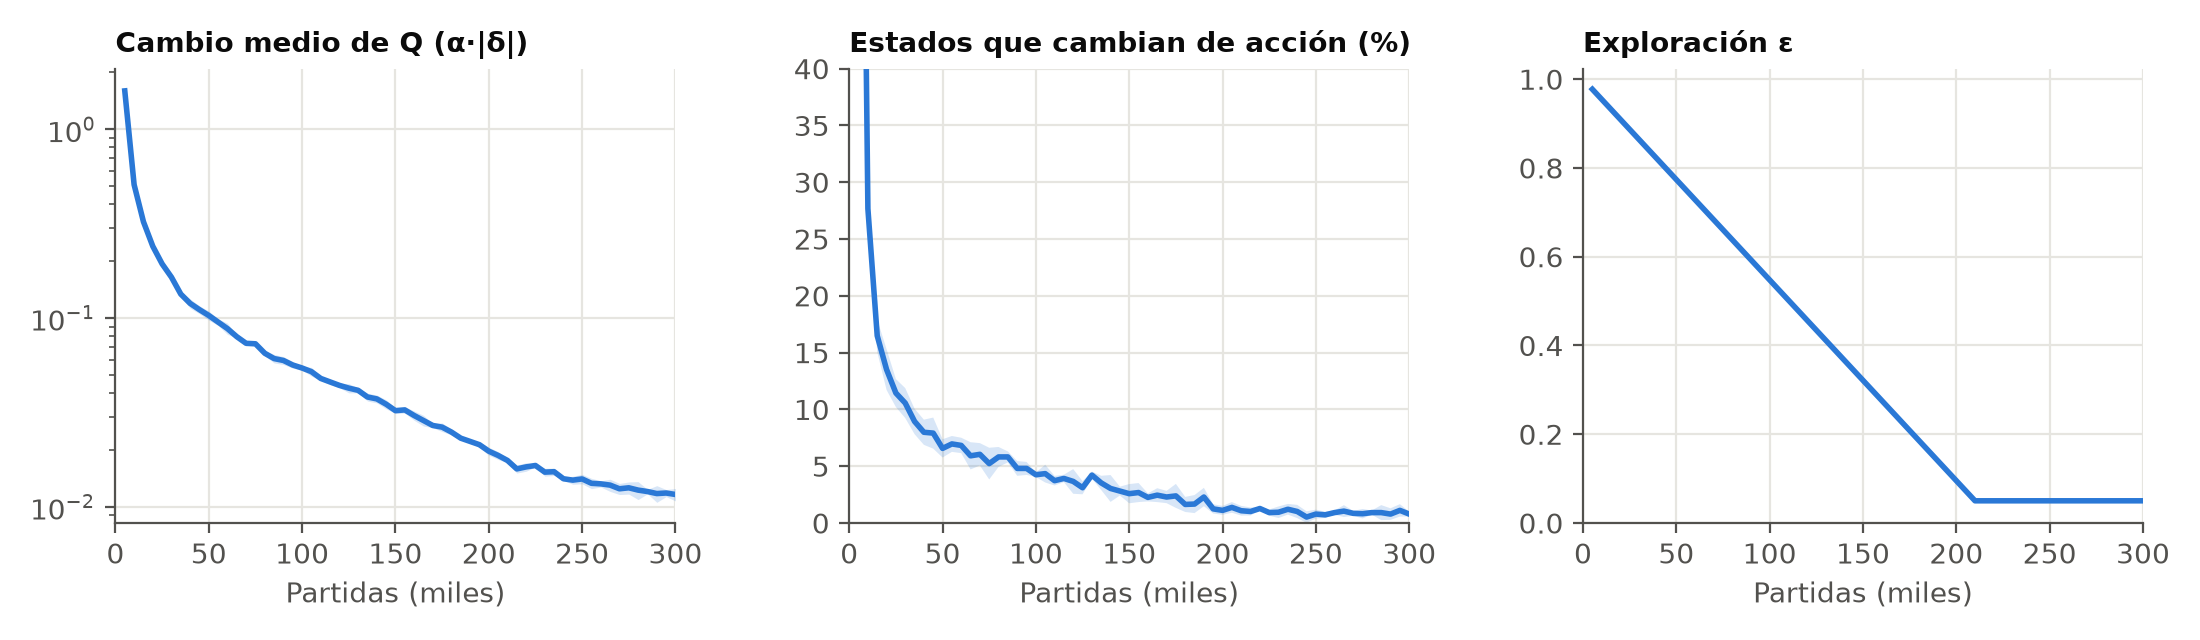 Cambio medio de Q (α·|δ|)
10⁰
10⁻¹
10⁻²
0 50 100 150 200 250 300
Partidas (miles)
Estados que cambian de acción (%)
40
35
30
25
20
15
10
5
0
0 50 100 150 200 250 300
Partidas (miles)
Exploración ε
1.0
0.8
0.6
0.4
0.2
0.0
0 50 100 150 200 250 300
Partidas (miles)